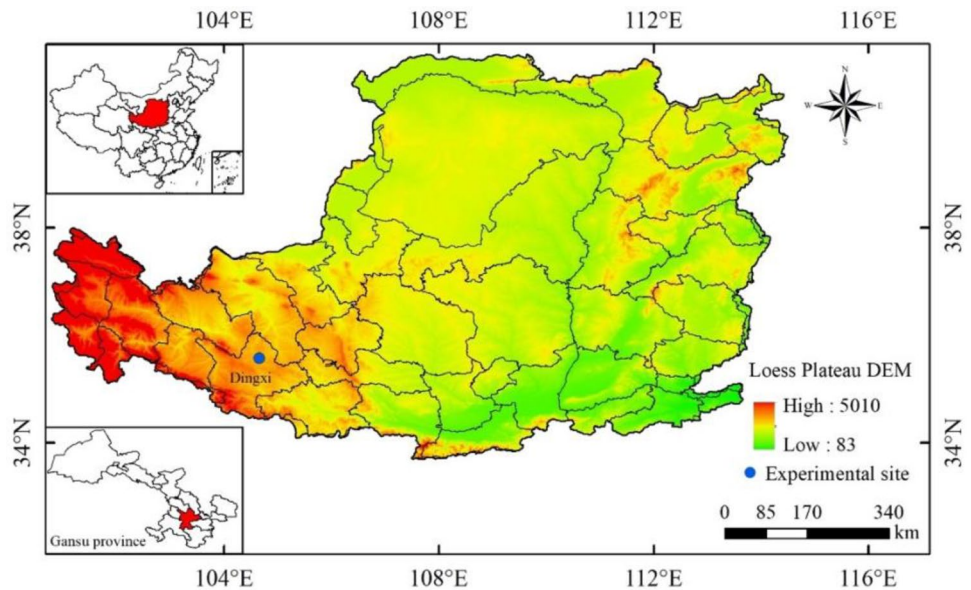 104°E 108°E 112°E 116°E
N
W E
S
38°N 38°N
Dingxi
Loess Plateau DEM
High : 5010
Low : 83
34°N 34°N
Experimental site
Gansu province
0 85 170 340
km
104°E 108°E 112°E 116°E